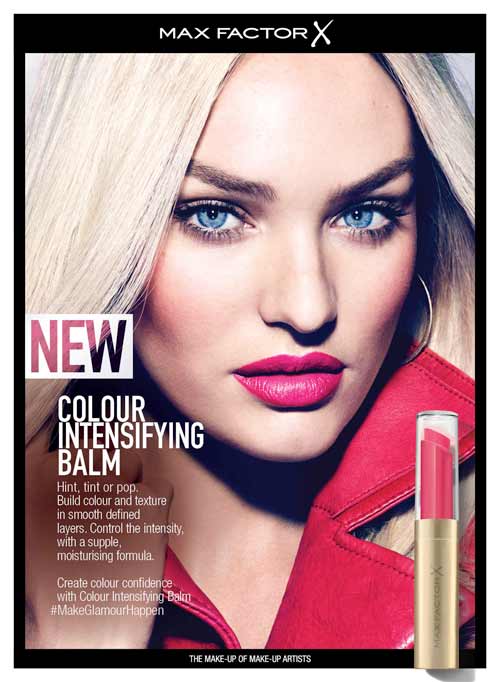 MAX FACTOR X
NEW
COLOUR
INTENSIFYING
BALM
Hint, tint or pop.
Build colour and texture
in smooth defined
layers. Control the intensity,
with a supple,
moisturising formula.
Create colour confidence
with Colour Intensifying Balm
#MakeGlamourHappen
MAX FACTOR X
THE MAKE-UP OF MAKE-UP ARTISTS